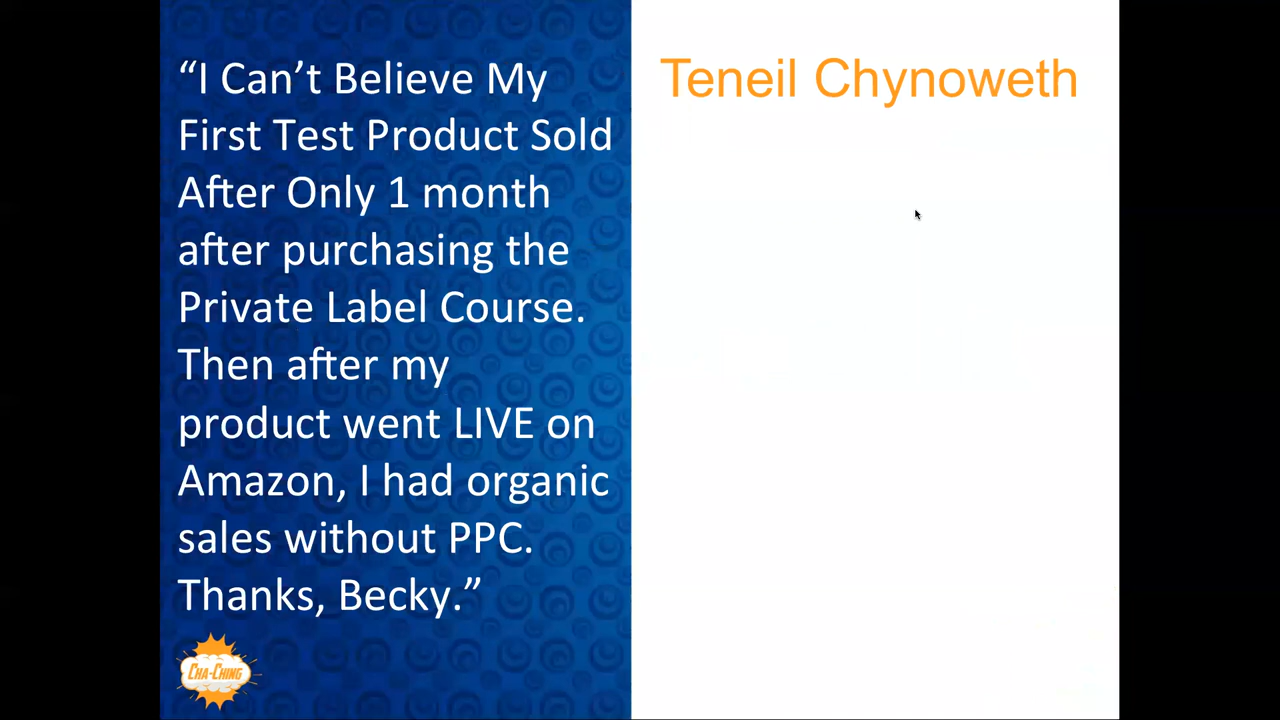 “I Can’t Believe My
First Test Product Sold
After Only 1 month
after purchasing the
Private Label Course.
Then after my
product went LIVE on
Amazon, I had organic
sales without PPC.
Thanks, Becky.”
CHA-CHING
Teneil Chynoweth